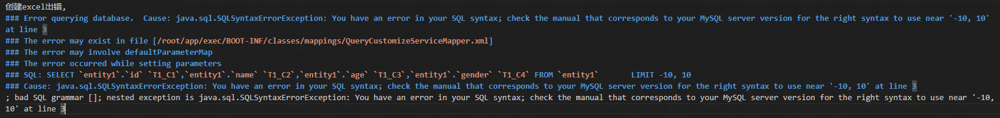 创建excel出错,
### Error querying database.  Cause: java.sql.SQLSyntaxErrorException: You have an error in your SQL syntax; check the manual that corresponds to your MySQL server version for the right syntax to use near '-10, 10'
at line 3
### The error may exist in file [/root/app/exec/BOOT-INF/classes/mappings/QueryCustomizeServiceMapper.xml]
### The error may involve defaultParameterMap
### The error occurred while setting parameters
### SQL: SELECT `entity1`.`id` `T1_C1`,`entity1`.`name` `T1_C2`,`entity1`.`age` `T1_C3`,`entity1`.`gender` `T1_C4` FROM `entity1`       LIMIT -10, 10
### Cause: java.sql.SQLSyntaxErrorException: You have an error in your SQL syntax; check the manual that corresponds to your MySQL server version for the right syntax to use near '-10, 10' at line 3
; bad SQL grammar []; nested exception is java.sql.SQLSyntaxErrorException: You have an error in your SQL syntax; check the manual that corresponds to your MySQL server version for the right syntax to use near '-10,
10' at line 3